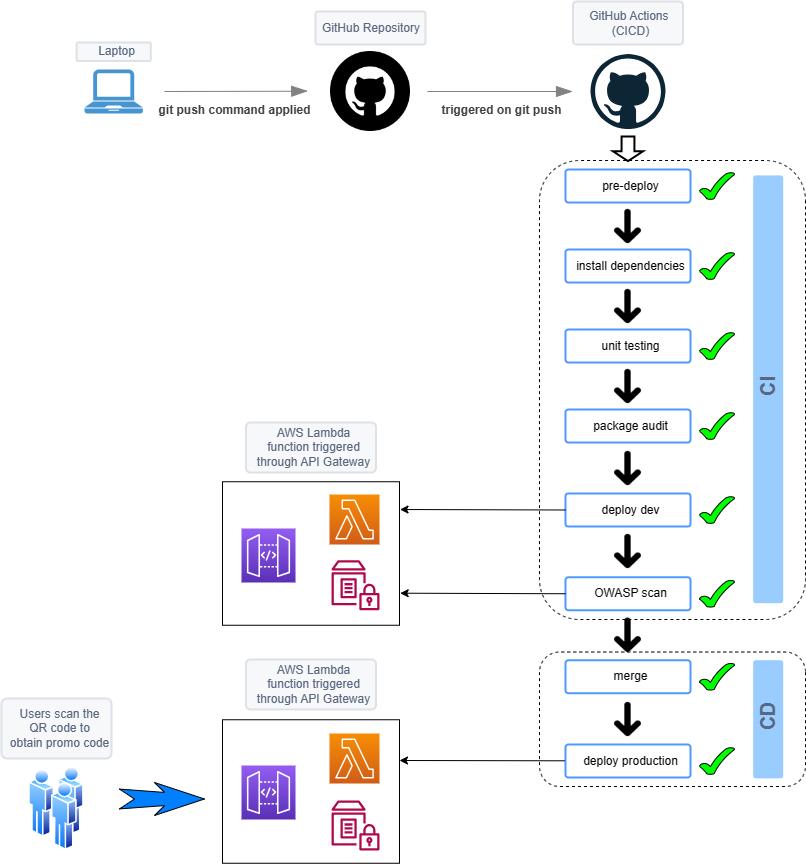 Laptop
GitHub Repository
GitHub Actions
(CICD)
git push command applied
triggered on git push
pre-deploy
install dependencies
unit testing
package audit
deploy dev
OWASP scan
CI
AWS Lambda
function triggered
through API Gateway
</>
merge
deploy production
CD
AWS Lambda
function triggered
through API Gateway
</>
Users scan the
QR code to
obtain promo code